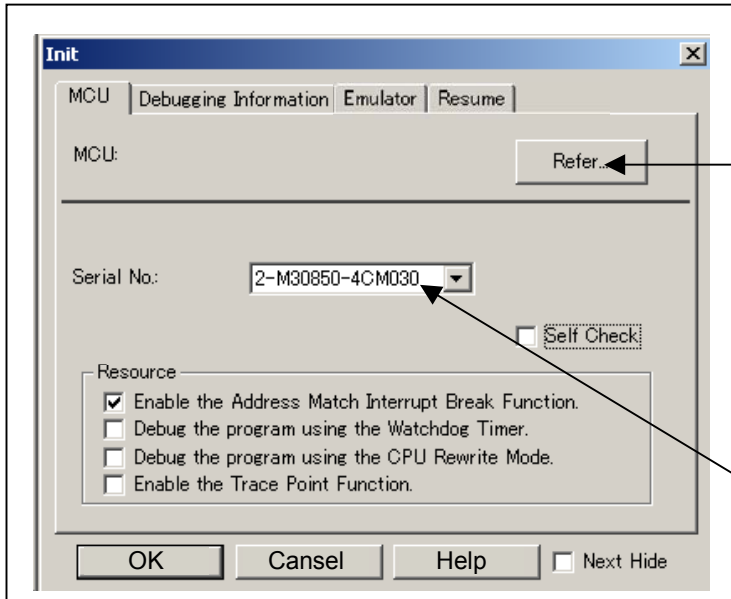 Init
MCU Debugging Information Emulator Resume
MCU:
Refer...
Serial No.:
2-M30850-4CM030
Self Check
Resource
Enable the Address Match Interrupt Break Function.
Debug the program using the Watchdog Timer.
Debug the program using the CPU Rewrite Mode.
Enable the Trace Point Function.
OK Cansel Help Next Hide